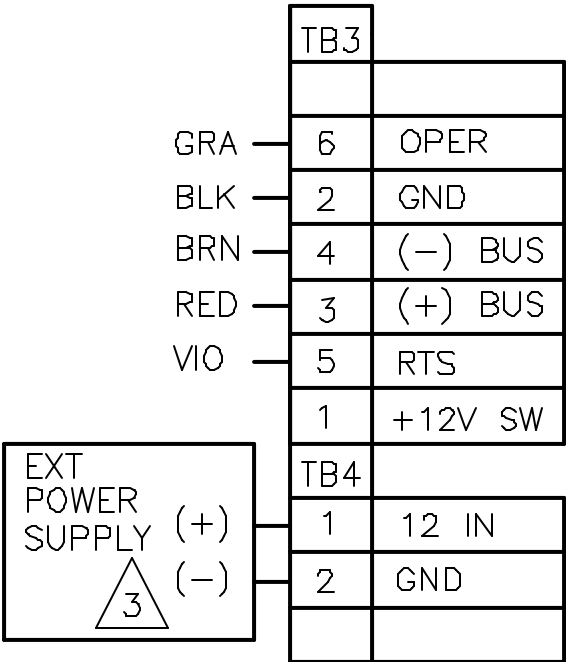 TB3
GRA 6 OPER
BLK 2 GND
BRN 4 (-) BUS
RED 3 (+) BUS
VIO 5 RTS
1 +12V SW
TB4
EXT
POWER
SUPPLY (+) 1 12 IN
(-) 2 GND
3